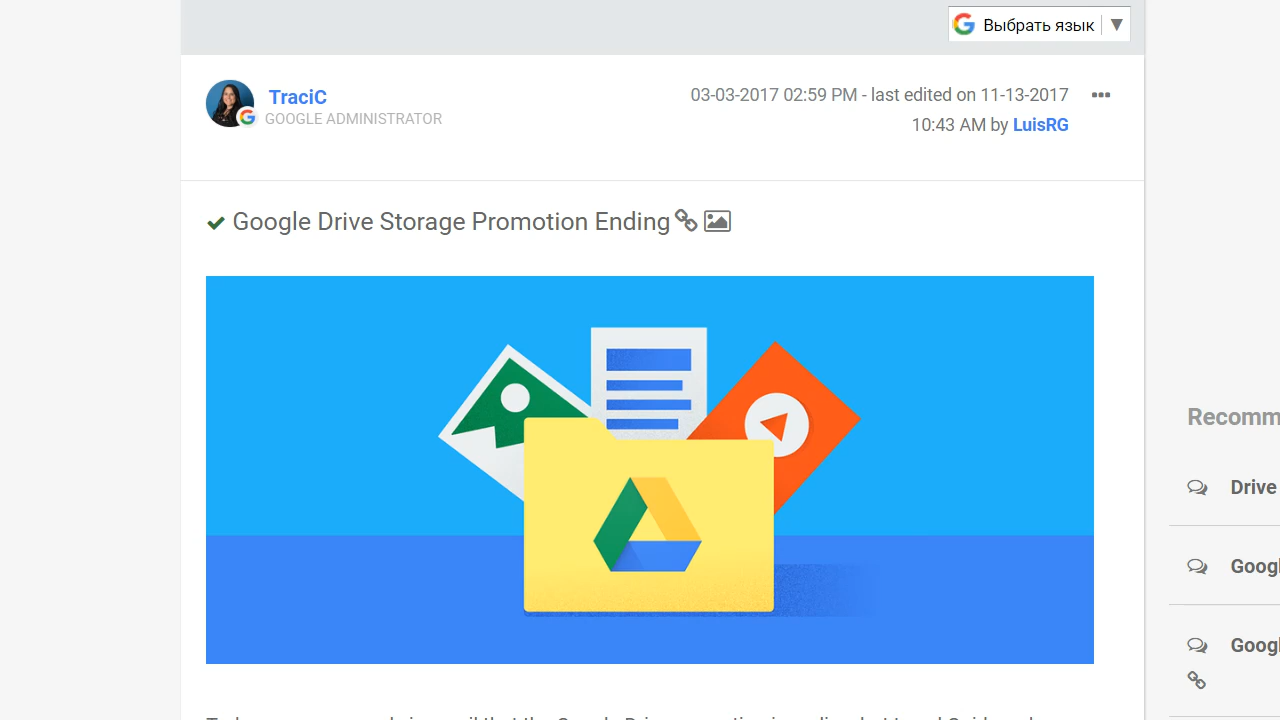 Выбрать язык ▼
TraciC
GOOGLE ADMINISTRATOR
03-03-2017 02:59 PM - last edited on 11-13-2017
10:43 AM by LuisRG
Google Drive Storage Promotion Ending
Recomm
Drive
Googl
Googl